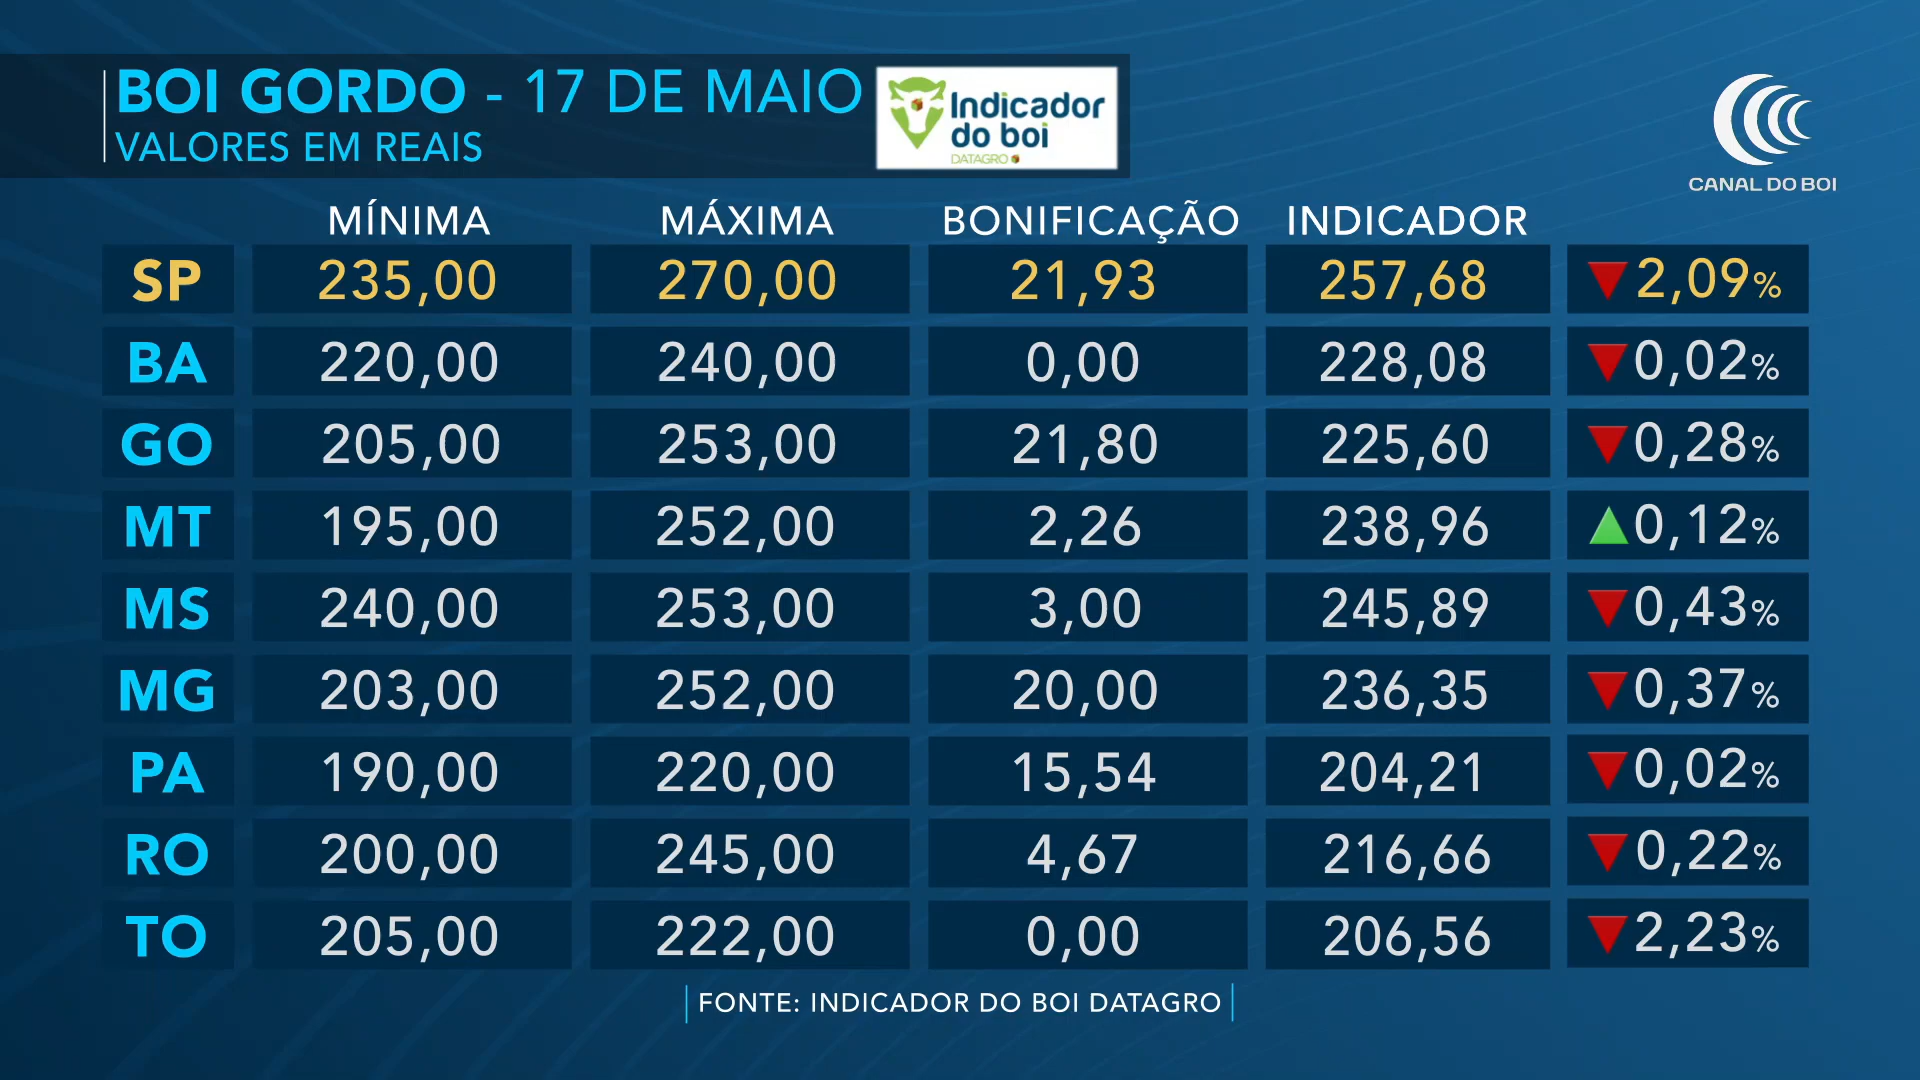 BOI GORDO - 17 DE MAIO
VALORES EM REAIS
Indicador
do boi
DATAGRO
CANAL DO BOI
MÍNIMA MÁXIMA BONIFICAÇÃO INDICADOR
SP 235,00 270,00 21,93 257,68 ▼2,09%
BA 220,00 240,00 0,00 228,08 ▼0,02%
GO 205,00 253,00 21,80 225,60 ▼0,28%
MT 195,00 252,00 2,26 238,96 ▲0,12%
MS 240,00 253,00 3,00 245,89 ▼0,43%
MG 203,00 252,00 20,00 236,35 ▼0,37%
PA 190,00 220,00 15,54 204,21 ▼0,02%
RO 200,00 245,00 4,67 216,66 ▼0,22%
TO 205,00 222,00 0,00 206,56 ▼2,23%
FONTE: INDICADOR DO BOI DATAGRO